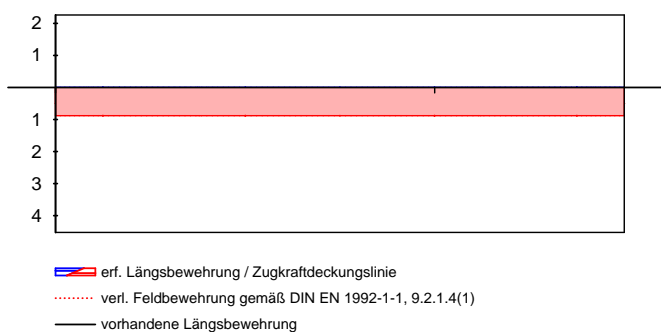 2
1
1
2
3
4
erf. Längsbewehrung / Zugkraftdeckungslinie
verl. Feldbewehrung gemäß DIN EN 1992-1-1, 9.2.1.4(1)
vorhandene Längsbewehrung